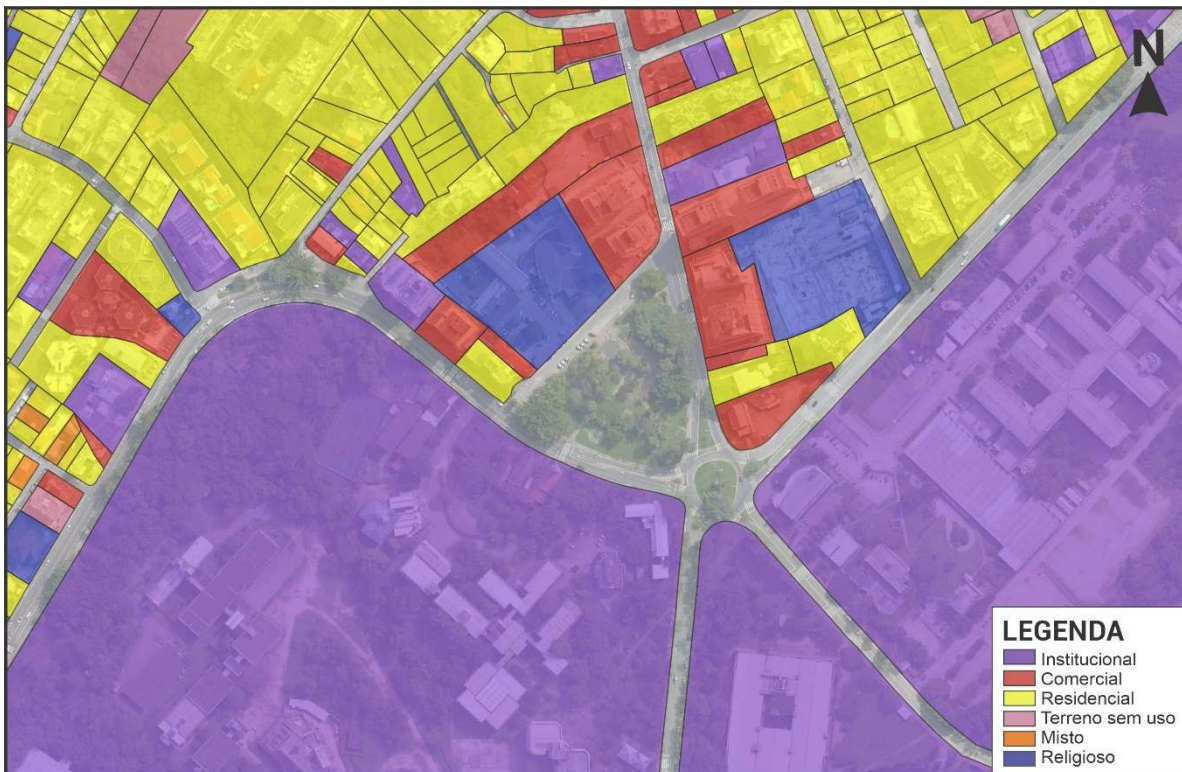 N
LEGENDA
Institucional
Comercial
Residencial
Terreno sem uso
Misto
Religioso